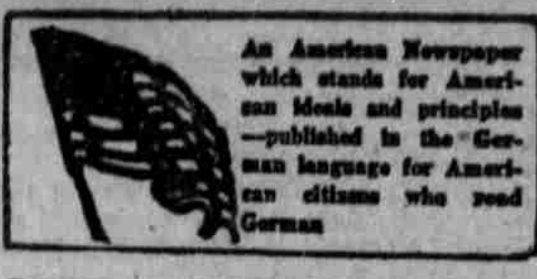 An American Newspaper
which stands for Ameri-
can ideals and principles
—published in the Ger-
man language for Ameri-
can citizens who read
German